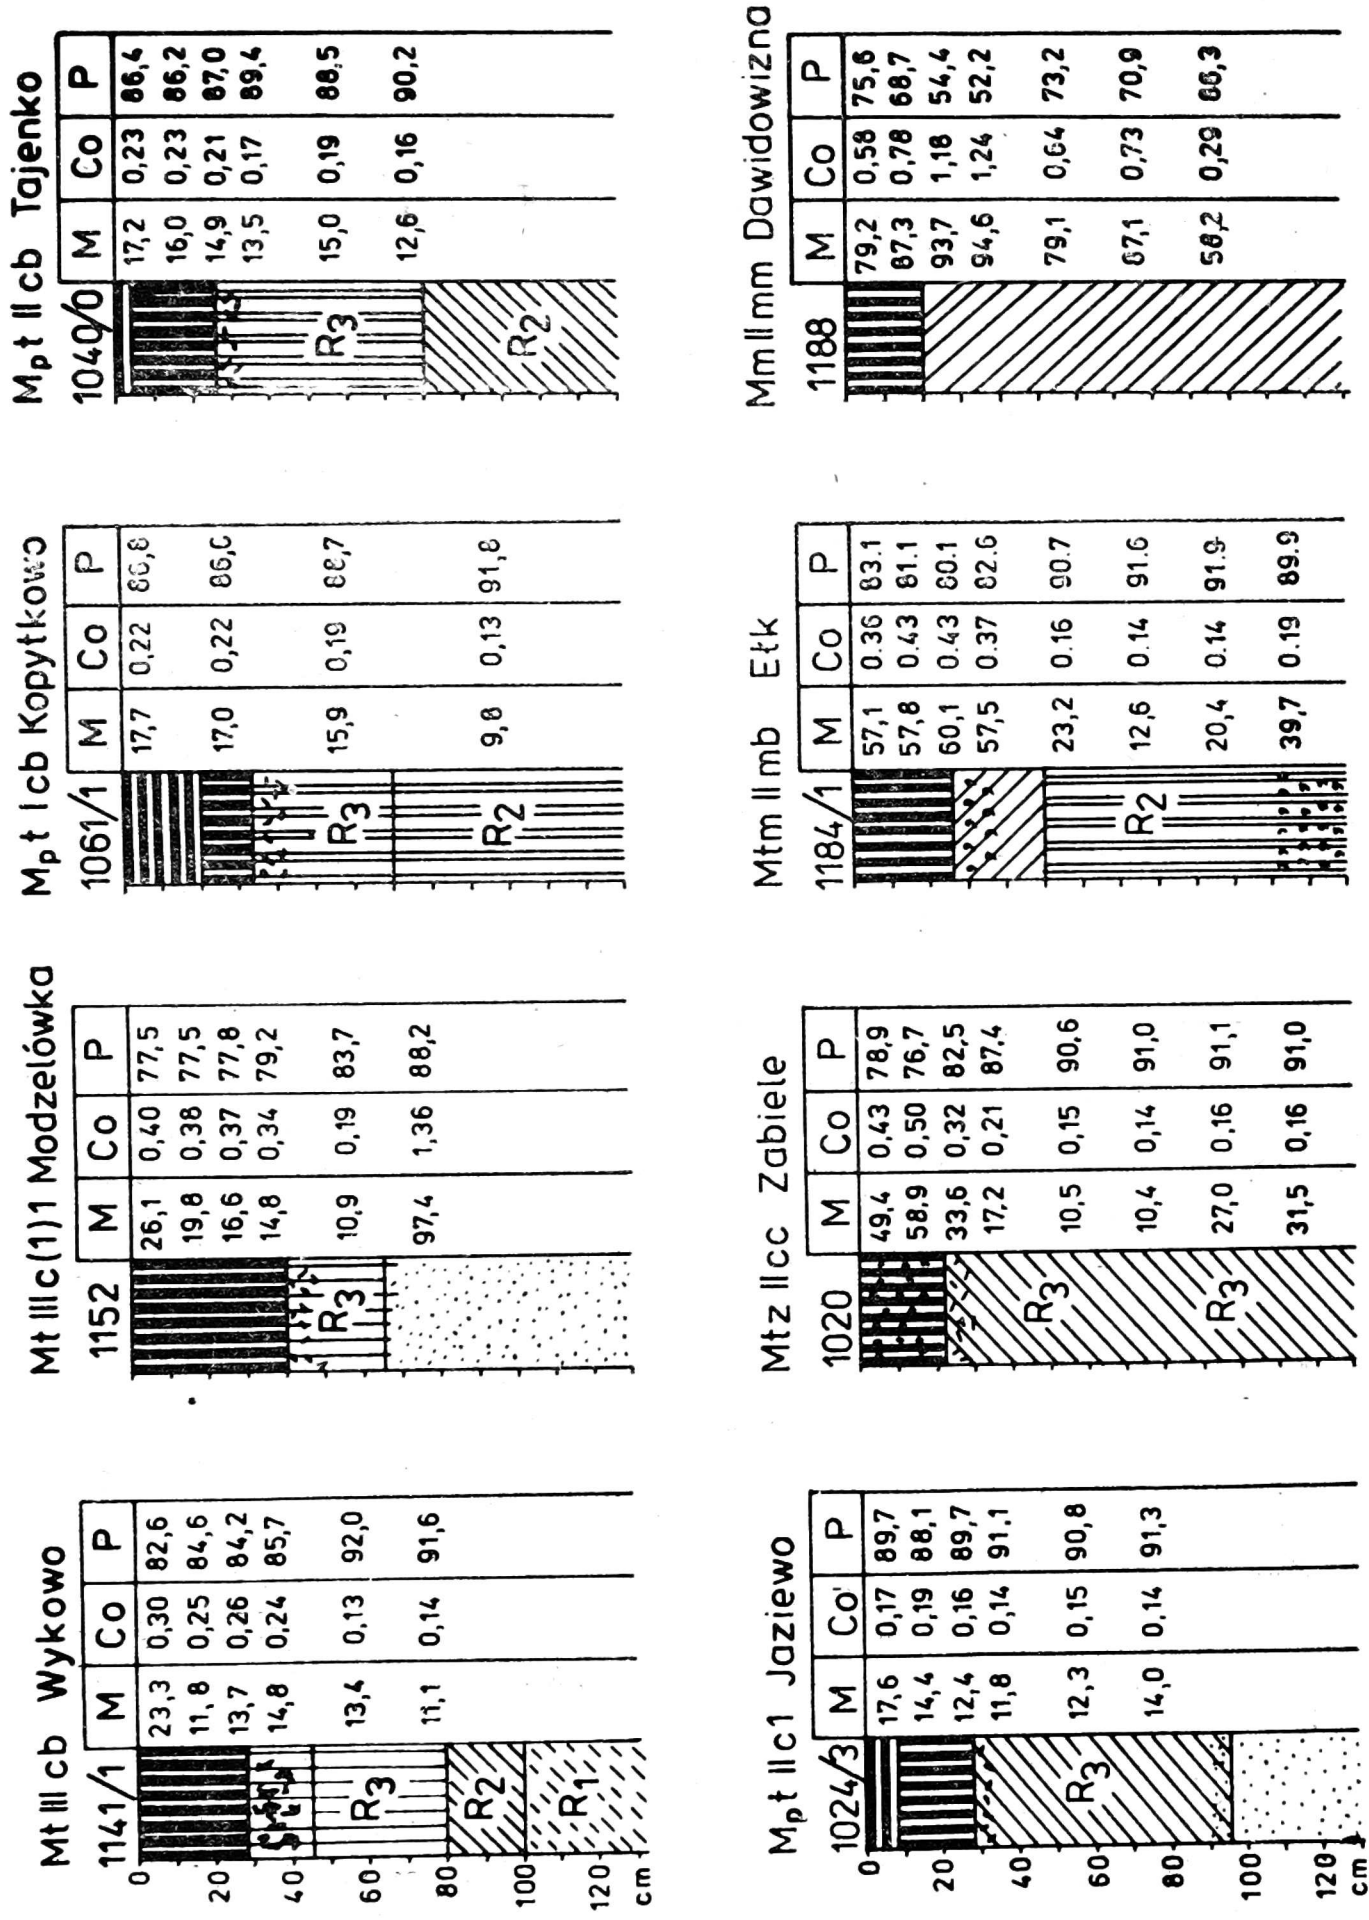 Mt III cb Wykowo
1141/1 M Co P
0 23,3 0,30 82,6
11,8 0,25 84,6
20 13,7 0,26 84,2
14,8 0,24 85,7
40
60 R3 13,4 0,13 92,0
80 11,1 0,14 91,6
R2
100
R1
120
cm
Mt III c(1)1 Modzelówka
1152 M Co P
26,1 0,40 77,5
19,8 0,38 77,5
16,6 0,37 77,8
14,8 0,34 79,2
R3 10,9 0,19 83,7
97,4 1,36 88,2
Mpt I cb Kopytkowo
1061/1 M Co P
17,7 0,22 86,8
17,0 0,22 86,0
R3 15,9 0,19 88,7
R2 9,8 0,13 91,8
Mpt II cb Tajenko
1040/0 M Co P
17,2 0,23 86,4
16,0 0,23 86,2
14,9 0,21 87,0
13,5 0,17 89,4
R3 15,0 0,19 88,5
12,6 0,16 90,2
R2
Mpt II c1 Jaziewo
1024/3 M Co P
0 17,6 0,17 89,7
14,4 0,19 88,1
20 12,4 0,16 89,7
11,8 0,14 91,1
40
60 R3 12,3 0,15 90,8
80 14,0 0,14 91,3
100
120
cm
Mtz II cc Zabiele
1020 M Co P
49,4 0,43 78,9
58,9 0,50 76,7
33,6 0,32 82,5
17,2 0,21 87,4
R3 10,5 0,15 90,6
10,4 0,14 91,0
R3 27,0 0,16 91,1
31,5 0,16 91,0
Mtm II mb Ełk
1184/1 M Co P
57,1 0.36 83.1
57,8 0.43 81.1
60,1 0.43 80.1
57,5 0.37 82.6
23,2 0.16 90.7
R2 12,6 0.14 91.6
20,4 0.14 91.9
39,7 0.19 89.9
Mm II mm Dawidowizna
1188 M Co P
79,2 0,58 75,6
87,3 0,78 68,7
93,7 1,18 54,4
94,6 1,24 52,2
79,1 0,64 73,2
87,1 0,73 70,9
58,2 0,29 86,3